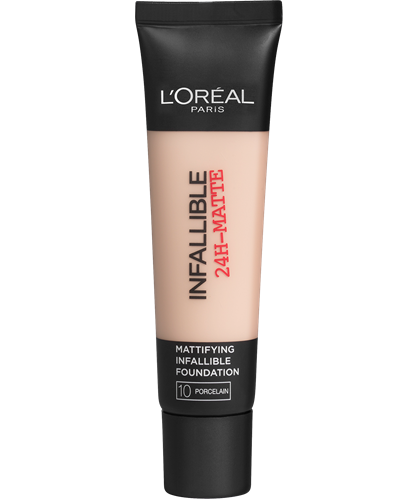 L'ORÉAL
PARIS
INFALLIBLE
24H-MATTE
MATTIFYING
INFALLIBLE
FOUNDATION
10 PORCELAIN